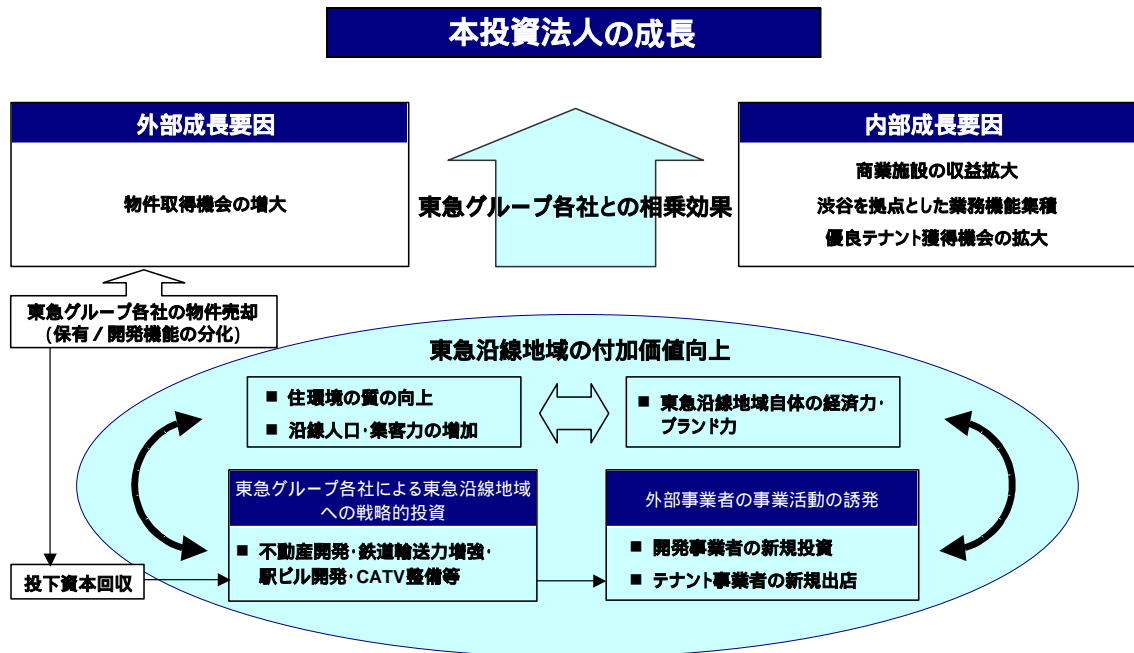 本投資法人の成長
外部成長要因
物件取得機会の増大
東急グループ各社との相乗効果
内部成長要因
商業施設の収益拡大
渋谷を拠点とした業務機能集積
優良テナント獲得機会の拡大
東急グループ各社の物件売却
(保有/開発機能の分化)
東急沿線地域の付加価値向上
■ 住環境の質の向上
■ 沿線人口・集客力の増加
■ 東急沿線地域自体の経済力・
ブランド力
東急グループ各社による東急沿線地域
への戦略的投資
■ 不動産開発・鉄道輸送力増強・
駅ビル開発・CATV整備等
外部事業者の事業活動の誘発
■ 開発事業者の新規投資
■ テナント事業者の新規出店
投下資本回収